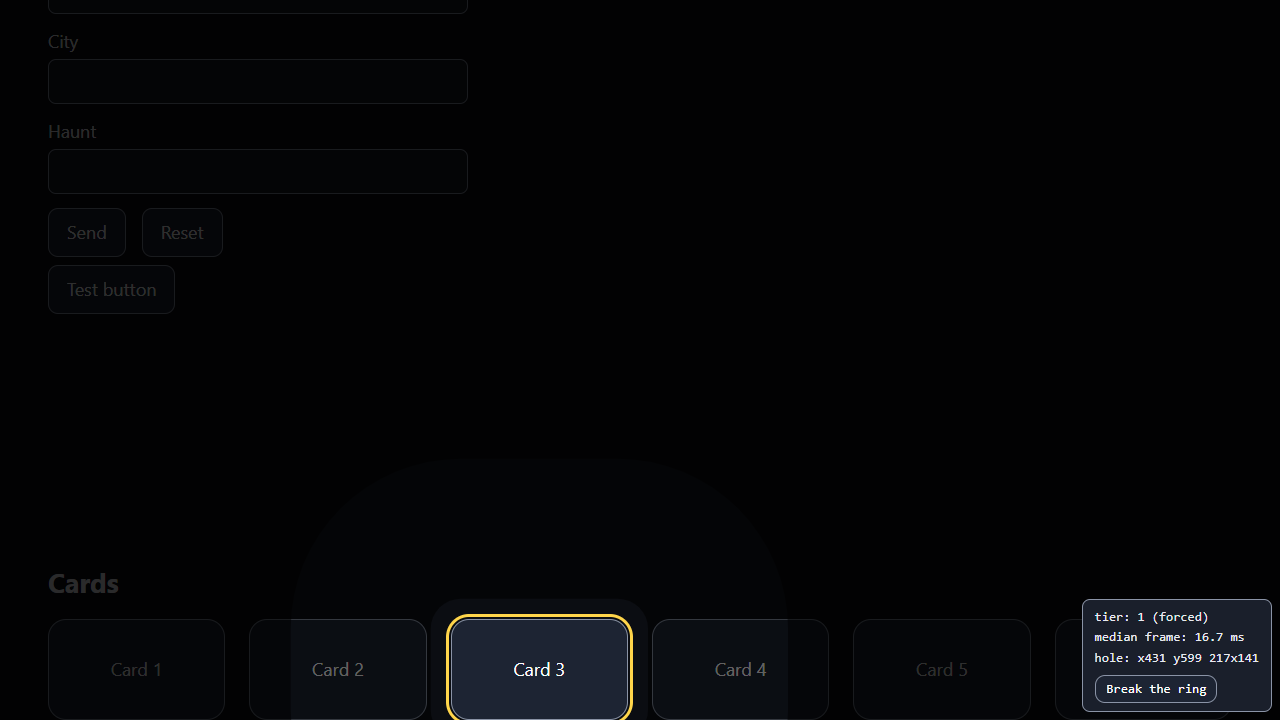 City
Haunt
Send
Reset
Test button
Cards
Card 1
Card 2
Card 3
Card 4
Card 5
tier: 1 (forced)
median frame: 16.7 ms
hole: x431 y599 217x141
Break the ring